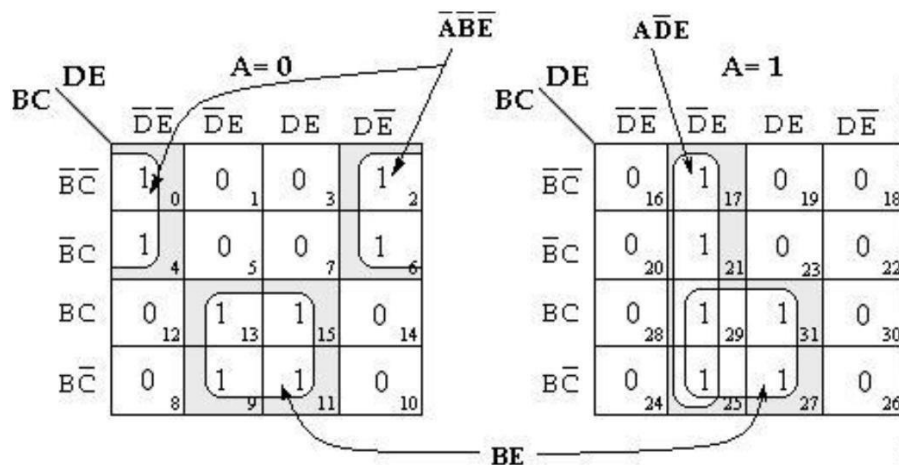 A̅B̅E̅ AD̅E
DE A= 0 DE A= 1
BC BC
D̅E̅ D̅E DE DE̅ D̅E̅ D̅E DE DE̅
B̅C̅ 1 0 0 1 B̅C̅ 0 1 0 0
0 1 3 2 16 17 19 18
B̅C 1 0 0 1 B̅C 0 1 0 0
4 5 7 6 20 21 23 22
BC 0 1 1 0 BC 0 1 1 0
12 13 15 14 28 29 31 30
BC̅ 0 1 1 0 BC̅ 0 1 1 0
8 9 11 10 24 25 27 26
BE